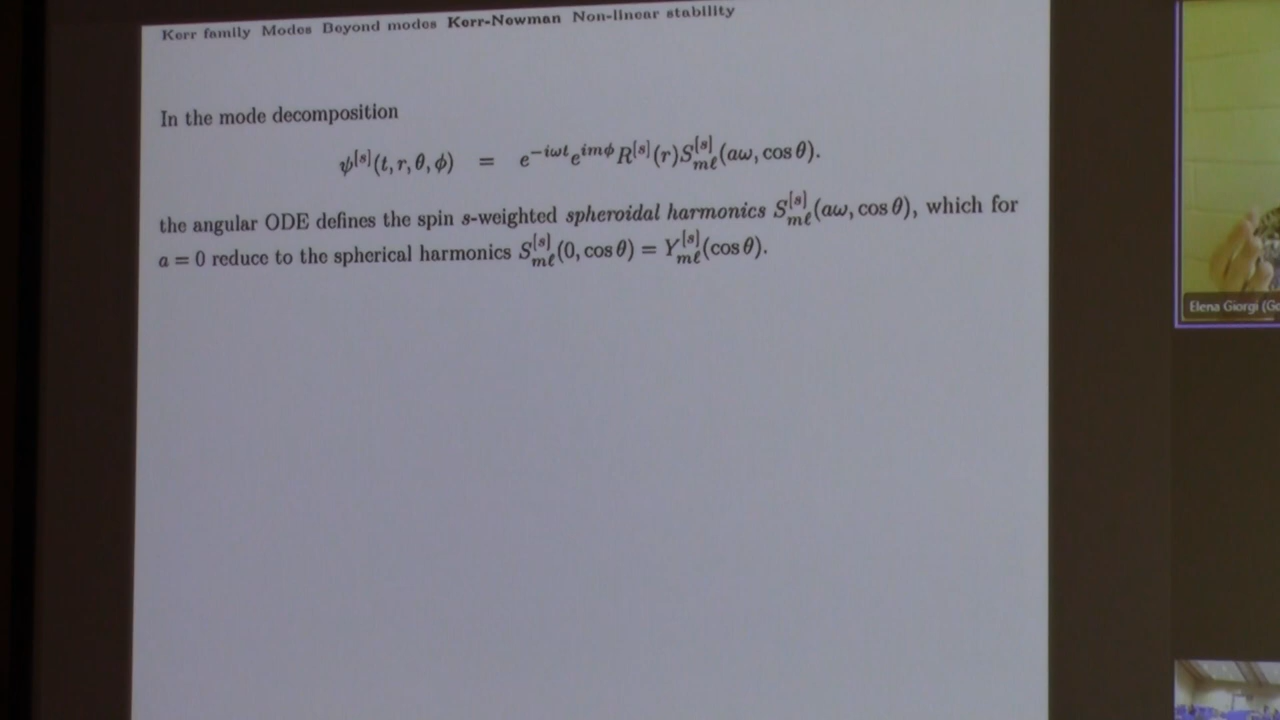 Kerr family Modes Beyond modes Kerr-Newman Non-linear stability
In the mode decomposition
ψ^{[s]}(t, r, θ, ϕ) = e^{-iωt} e^{imϕ} R^{[s]}(r) S^{[s]}_{mℓ}(aω, cos θ).
the angular ODE defines the spin s-weighted spheroidal harmonics S^{[s]}_{mℓ}(aω, cos θ), which for
a = 0 reduce to the spherical harmonics S^{[s]}_{mℓ}(0, cos θ) = Y^{[s]}_{mℓ}(cos θ).
Elena Giorgi